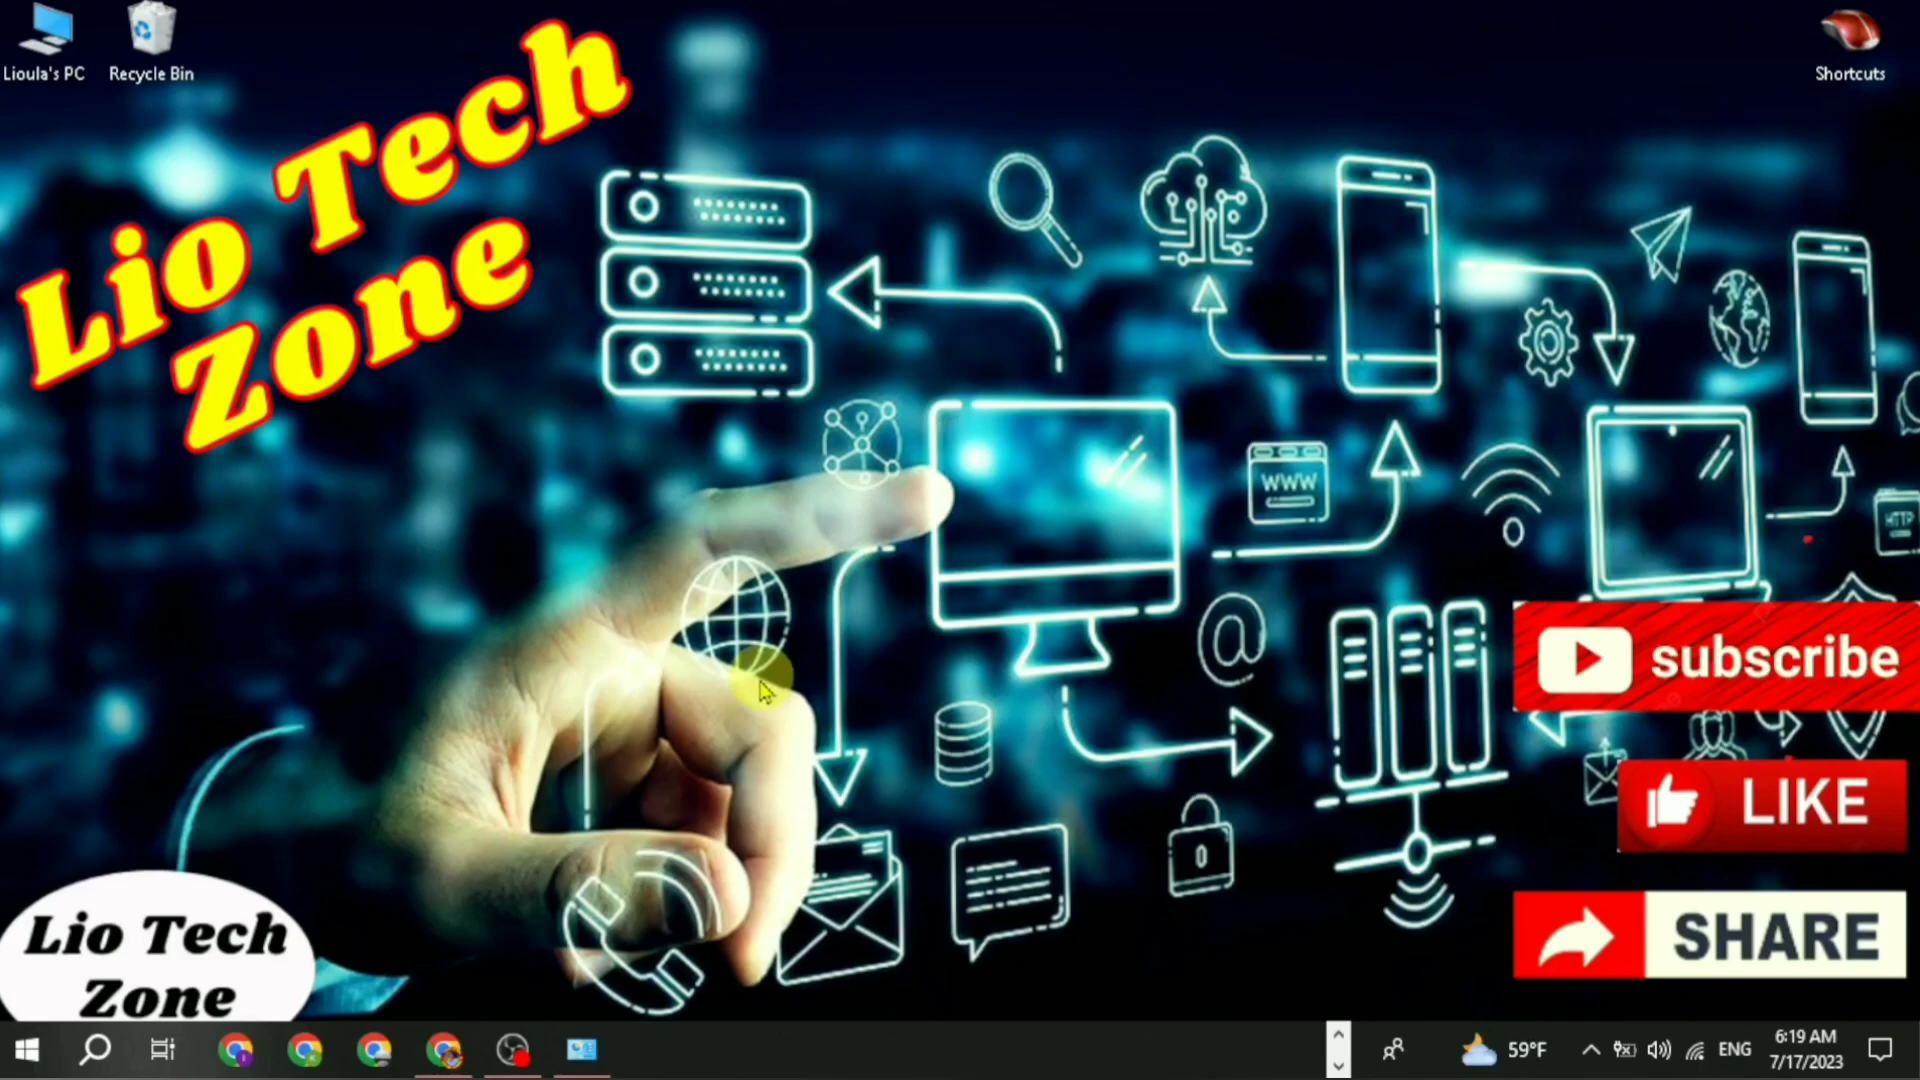 Lioula's PC
Recycle Bin
Shortcuts
Lio Tech
Zone
WWW
HTTP
subscribe
LIKE
SHARE
Lio Tech
Zone
59°F
ENG
6:19 AM
7/17/2023